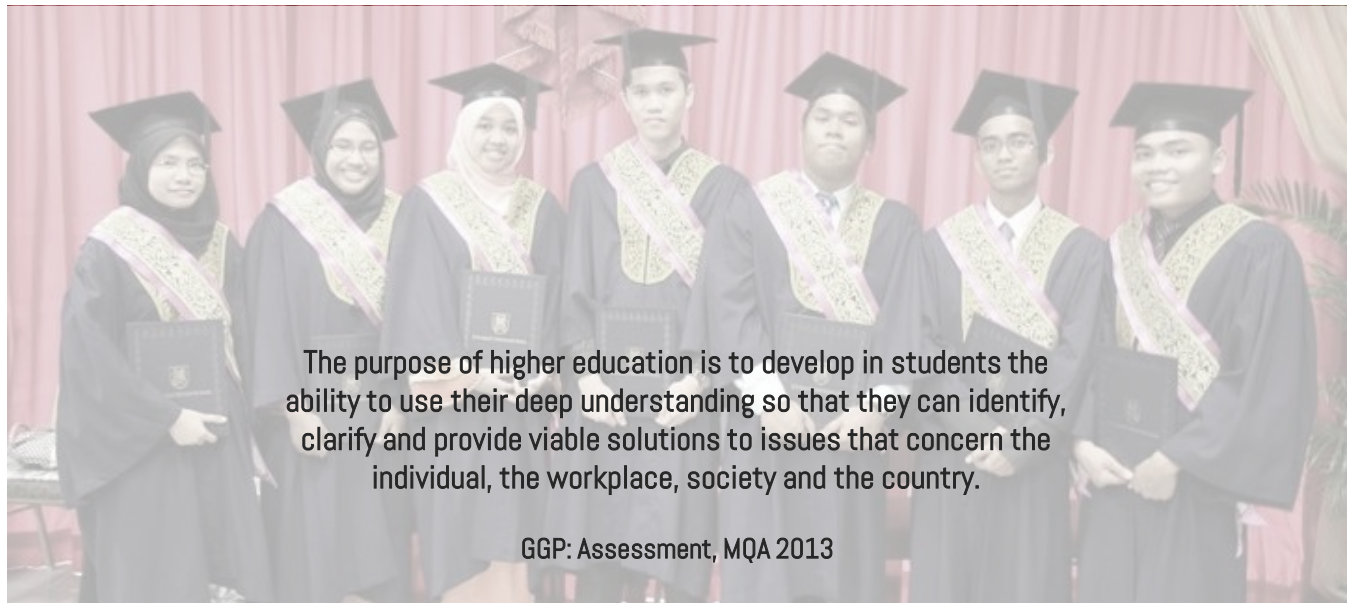 The purpose of higher education is to develop in students the
ability to use their deep understanding so that they can identify,
clarify and provide viable solutions to issues that concern the
individual, the workplace, society and the country.
GGP: Assessment, MQA 2013